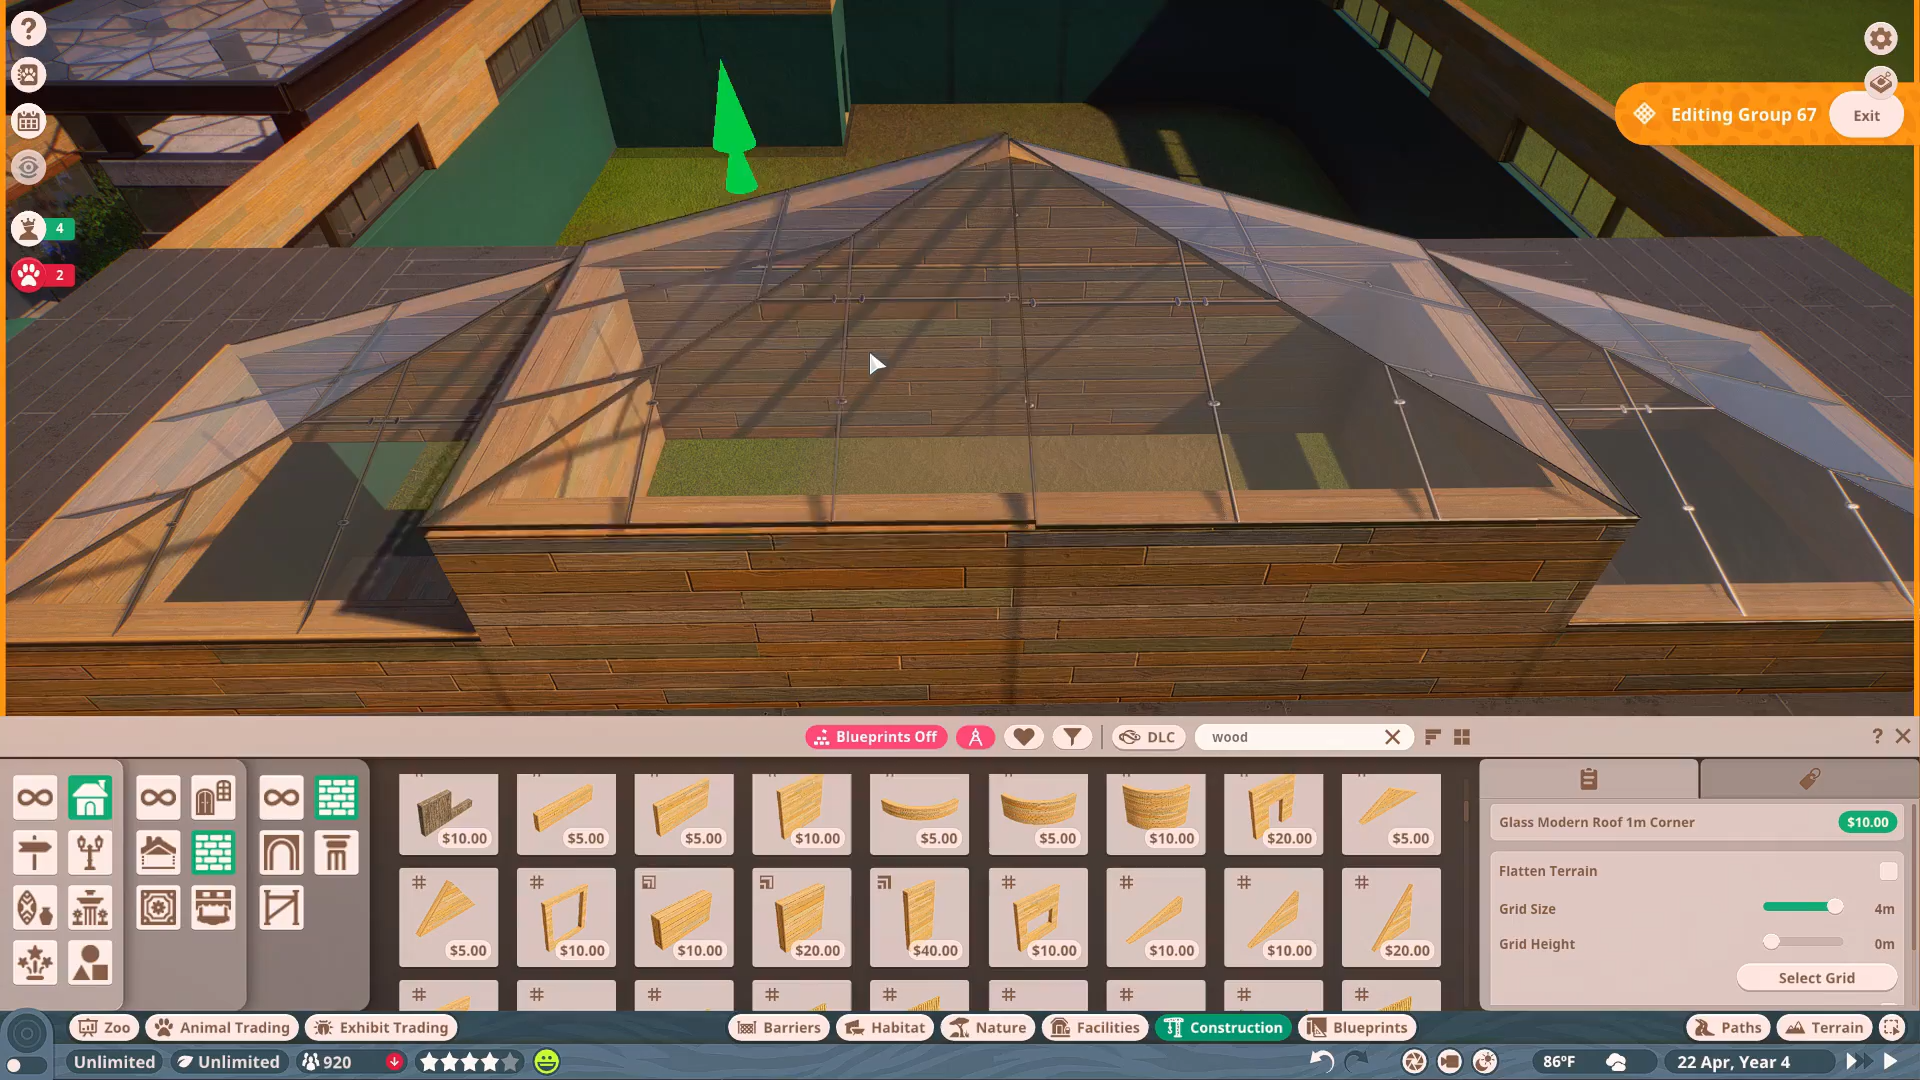 4
2
Editing Group 67
Exit
Blueprints Off
DLC
wood
?
$10.00
$5.00
$5.00
$10.00
$5.00
$5.00
$10.00
$20.00
$5.00
$5.00
$10.00
$10.00
$20.00
$40.00
$10.00
$10.00
$10.00
$20.00
Glass Modern Roof 1m Corner
$10.00
Flatten Terrain
Grid Size
4m
Grid Height
0m
Select Grid
Zoo
Animal Trading
Exhibit Trading
Barriers
Habitat
Nature
Facilities
Construction
Blueprints
Paths
Terrain
Unlimited
Unlimited
920
86°F
22 Apr, Year 4